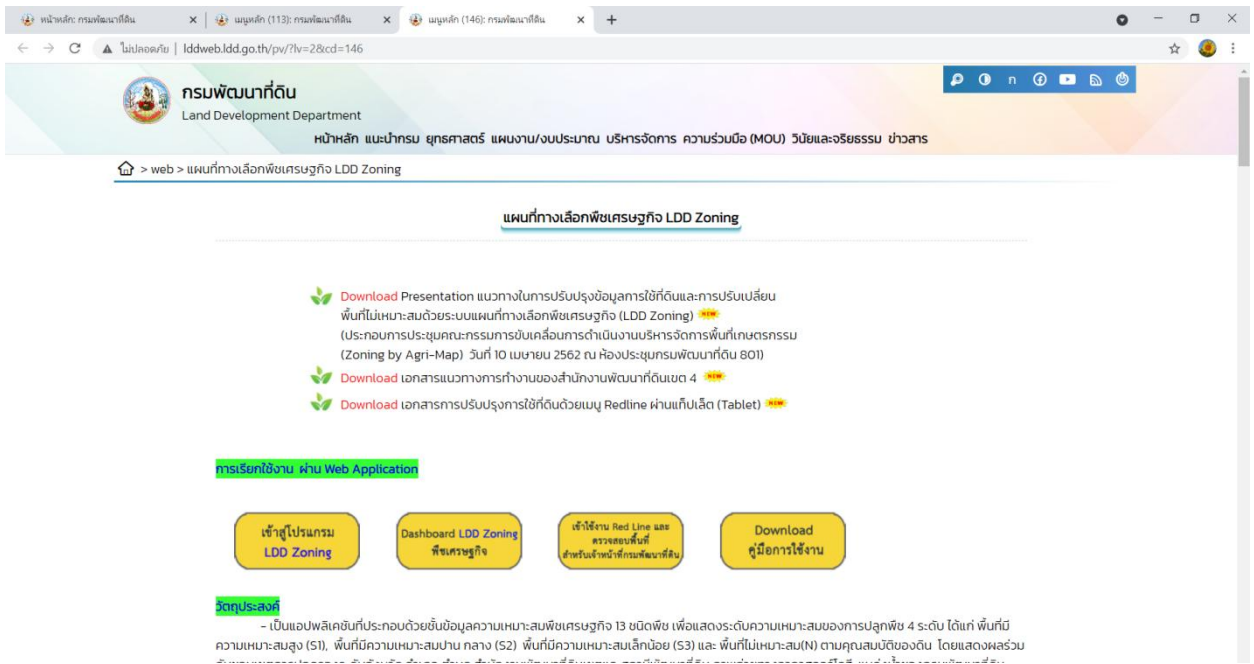 หน้าหลัก: กรมพัฒนาที่ดิน
เมนูหลัก (113): กรมพัฒนาที่ดิน
เมนูหลัก (146): กรมพัฒนาที่ดิน
ไม่ปลอดภัย | lddweb.ldd.go.th/pv/?lv=2&cd=146
กรมพัฒนาที่ดิน
Land Development Department
ก
หน้าหลัก แนะนำกรม ยุทธศาสตร์ แผนงาน/งบประมาณ บริหารจัดการ ความร่วมมือ (MOU) วินัยและจริยธรรม ข่าวสาร
> web > แผนที่ทางเลือกพืชเศรษฐกิจ LDD Zoning
แผนที่ทางเลือกพืชเศรษฐกิจ LDD Zoning
Download Presentation แนวทางในการปรับปรุงข้อมูลการใช้ที่ดินและการปรับเปลี่ยน
พื้นที่ไม่เหมาะสมด้วยระบบแผนที่ทางเลือกพืชเศรษฐกิจ (LDD Zoning) NEW
(ประกอบการประชุมคณะกรรมการขับเคลื่อนการดำเนินงานบริหารจัดการพื้นที่เกษตรกรรม
(Zoning by Agri-Map) วันที่ 10 เมษายน 2562 ณ ห้องประชุมกรมพัฒนาที่ดิน 801)
Download เอกสารแนวทางการทำงานของสำนักงานพัฒนาที่ดินเขต 4 NEW
Download เอกสารการปรับปรุงการใช้ที่ดินด้วยเมนู Redline ผ่านแท็ปเล็ต (Tablet) NEW
การเรียกใช้งาน ผ่าน Web Application
เข้าสู่โปรแกรม
LDD Zoning
Dashboard LDD Zoning
พืชเศรษฐกิจ
เข้าใช้งาน Red Line และ
ตรวจสอบพื้นที่
สำหรับเจ้าหน้าที่กรมพัฒนาที่ดิน
Download
คู่มือการใช้งาน
วัตถุประสงค์
- เป็นแอปพลิเคชันที่ประกอบด้วยชั้นข้อมูลความเหมาะสมพืชเศรษฐกิจ 13 ชนิดพืช เพื่อแสดงระดับความเหมาะสมของการปลูกพืช 4 ระดับ ได้แก่ พื้นที่มี
ความเหมาะสมสูง (S1), พื้นที่มีความเหมาะสมปาน กลาง (S2) พื้นที่มีความเหมาะสมเล็กน้อย (S3) และ พื้นที่ไม่เหมาะสม(N) ตามคุณสมบัติของดิน โดยแสดงผลร่วม